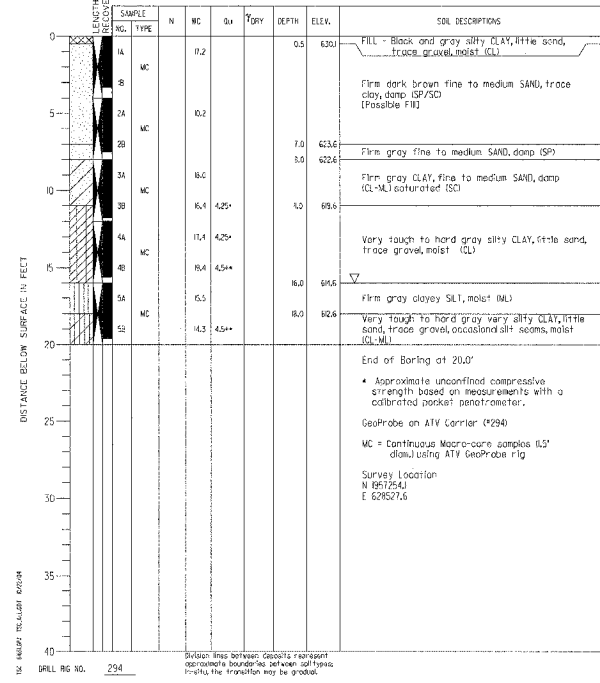 LENGTH
RECOVERY
SAMPLE
NO. TYPE N MC Qu γDRY DEPTH ELEV. SOIL DESCRIPTIONS
0
0.5 630.1 FILL - Black and gray silty CLAY, little sand,
trace gravel, moist (CL)
1A 17.2
MC
1B
Firm dark brown fine to medium SAND, trace
clay, damp (SP/SC)
[Possible Fill]
5
2A 10.2
MC
2B
7.0 623.6
Firm gray fine to medium SAND, damp (SP)
8.0 622.6
3A 18.0
Firm gray CLAY, fine to medium SAND, damp
(CL-ML) saturated (SC)
10
MC
3B 16.4 4.25*
619.6
4A 17.4 4.25*
Very tough to hard gray silty CLAY, little sand,
trace gravel, moist (CL)
MC
15
4B 19.4 4.5+*
16.0 614.6
5A 15.5
Firm gray clayey SILT, moist (ML)
MC
18.0 612.6
Very tough to hard gray very silty CLAY, little
sand, trace gravel, occasional silt seams, moist
(CL-ML)
5B 14.3 4.5+*
20
End of Boring at 20.0'
* Approximate unconfined compressive
strength based on measurements with a
calibrated pocket penetrometer.
25
GeoProbe on ATV Carrier (#294)
MC = Continuous Macro-core samples (1.5"
diam.) using ATV GeoProbe rig
Survey Location
N 1957254.1
E 628527.6
30
35
40
DISTANCE BELOW SURFACE IN FEET
DRILL RIG NO. 294
Division lines between deposits represent
approximate boundaries between soil types;
in-situ, the transition may be gradual.